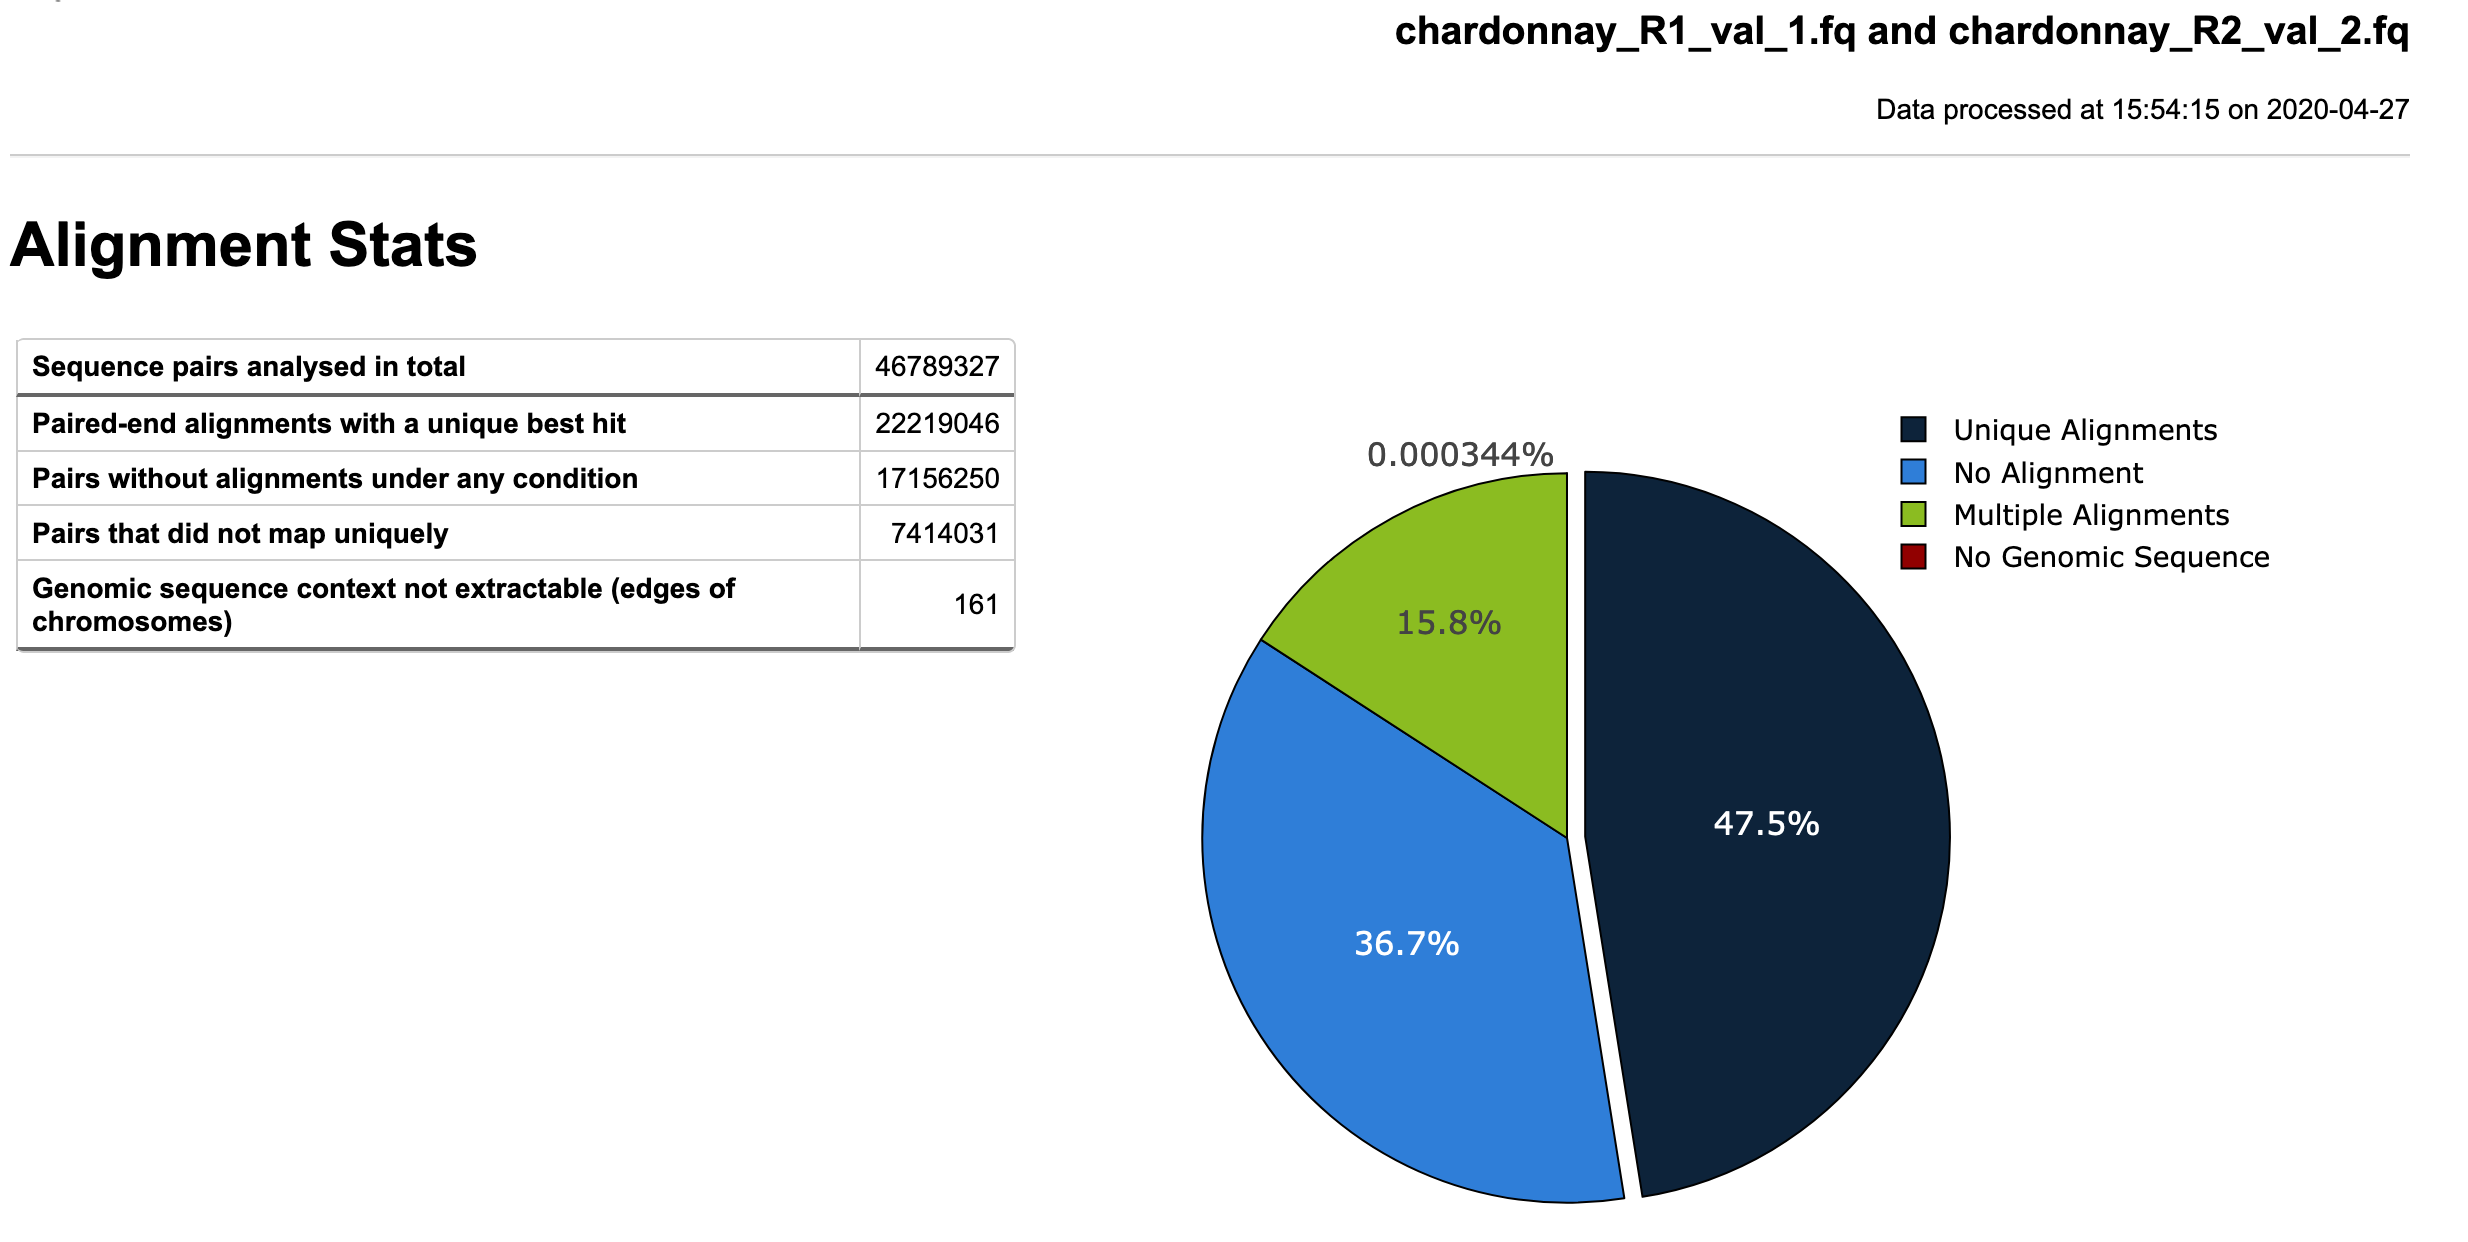 chardonnay_R1_val_1.fq and chardonnay_R2_val_2.fq
Data processed at 15:54:15 on 2020-04-27
Alignment Stats
Sequence pairs analysed in total 46789327
Paired-end alignments with a unique best hit 22219046
Pairs without alignments under any condition 17156250
Pairs that did not map uniquely 7414031
Genomic sequence context not extractable (edges of
chromosomes) 161
0.000344%
15.8%
47.5%
36.7%
Unique Alignments
No Alignment
Multiple Alignments
No Genomic Sequence